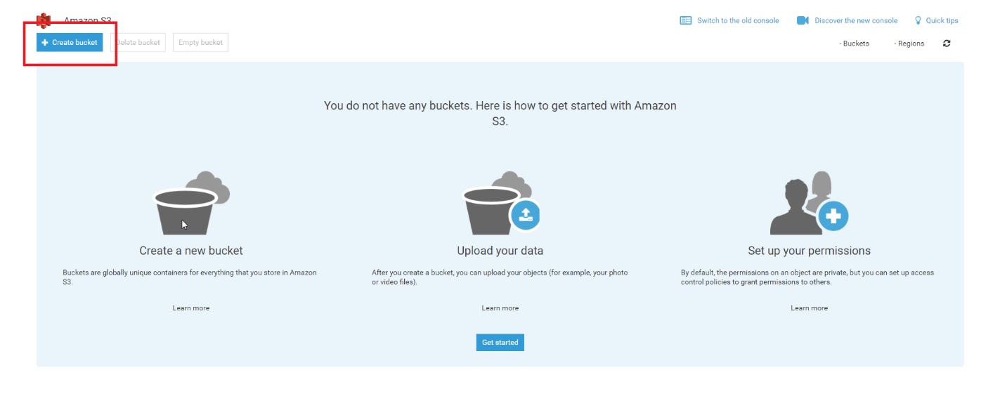 Amazon S3
Switch to the old console
Discover the new console
Quick tips
Create bucket
Delete bucket
Empty bucket
- Buckets
- Regions
You do not have any buckets. Here is how to get started with Amazon
S3.
Create a new bucket
Buckets are globally unique containers for everything that you store in Amazon
S3.
Learn more
Upload your data
After you create a bucket, you can upload your objects (for example, your photo
or video files).
Learn more
Set up your permissions
By default, the permissions on an object are private, but you can set up access
control policies to grant permissions to others.
Learn more
Get started